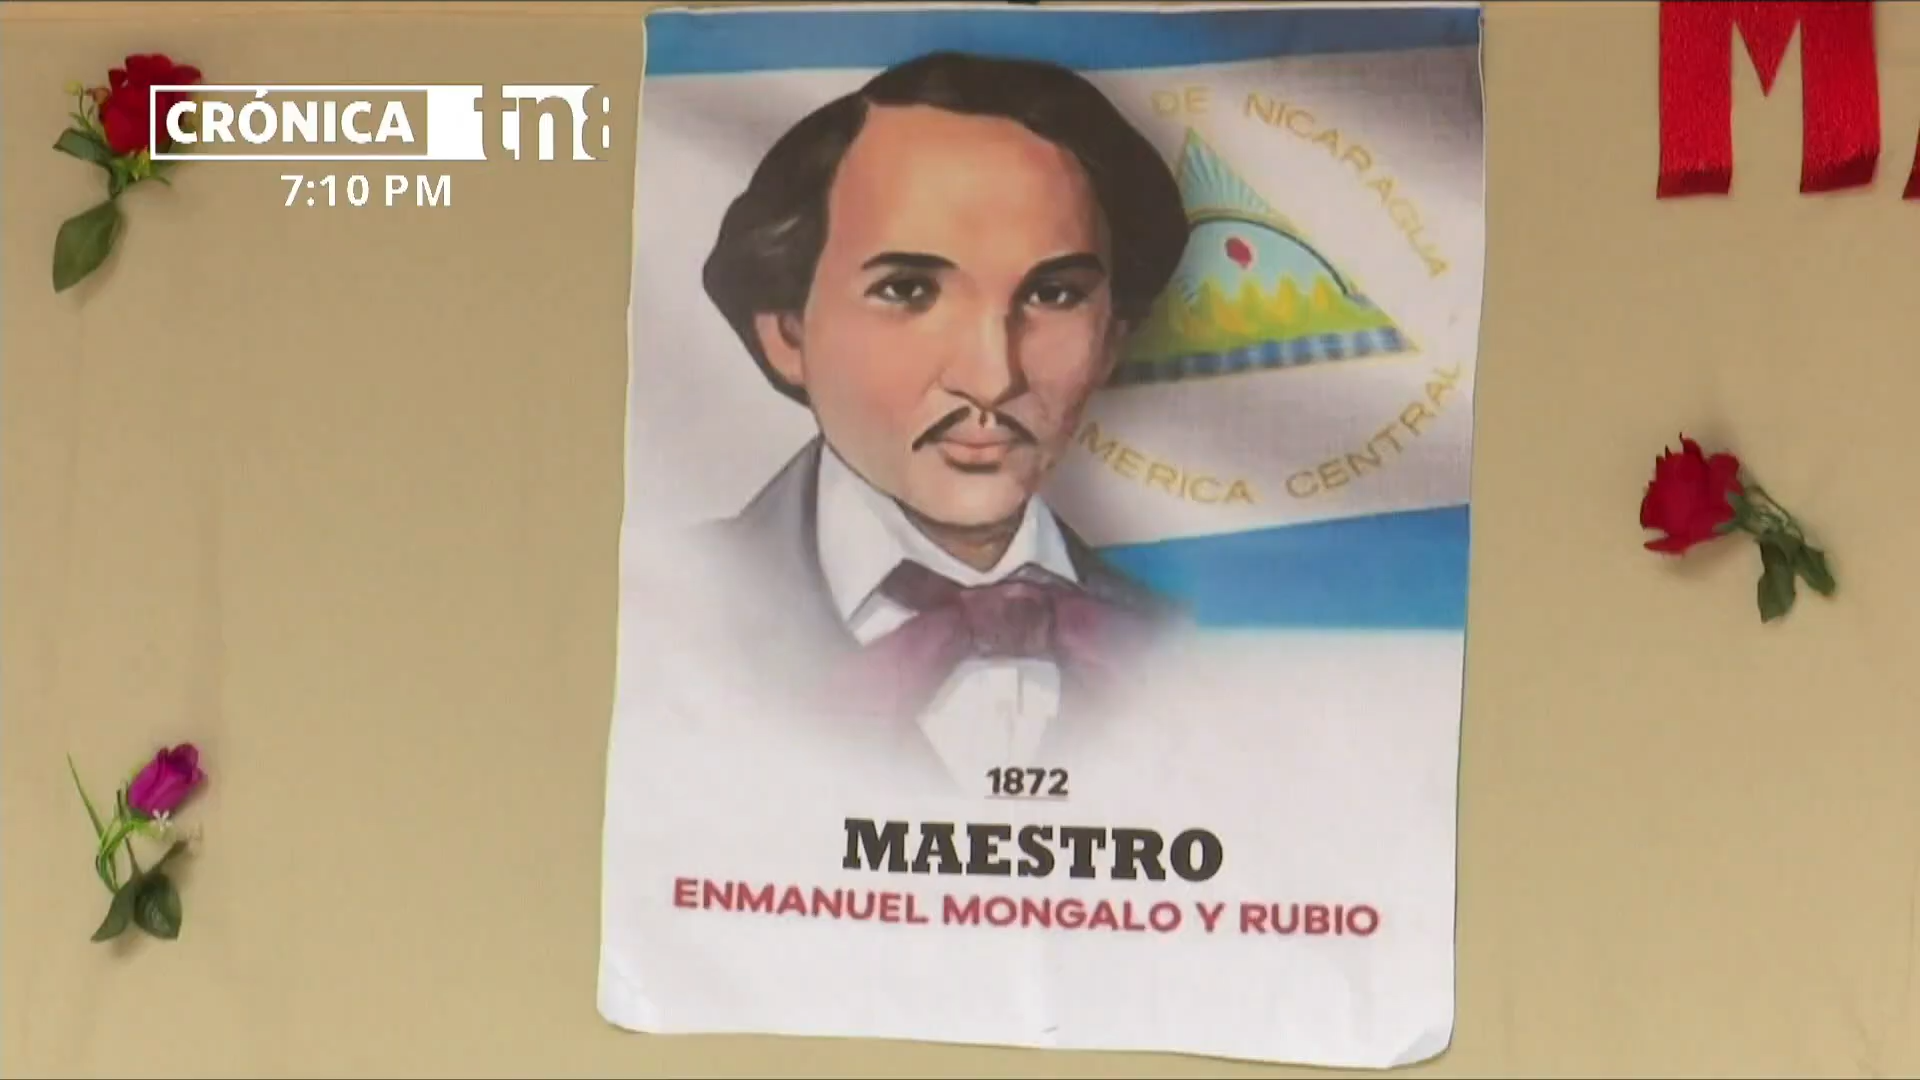 CRÓNICA tn8
7:10 PM
M
DE NICARAGUA
AMERICA CENTRAL
1872
MAESTRO
ENMANUEL MONGALO Y RUBIO